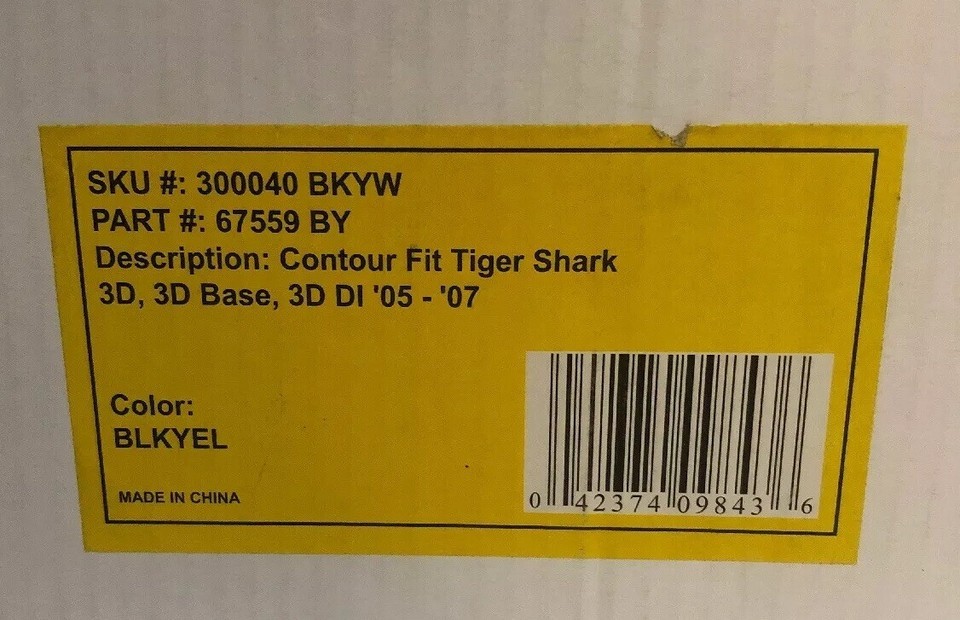 SKU #: 300040 BKYW
PART #: 67559 BY
Description: Contour Fit Tiger Shark
3D, 3D Base, 3D DI '05 - '07
Color:
BLKYEL
MADE IN CHINA
0 42374 09843 6